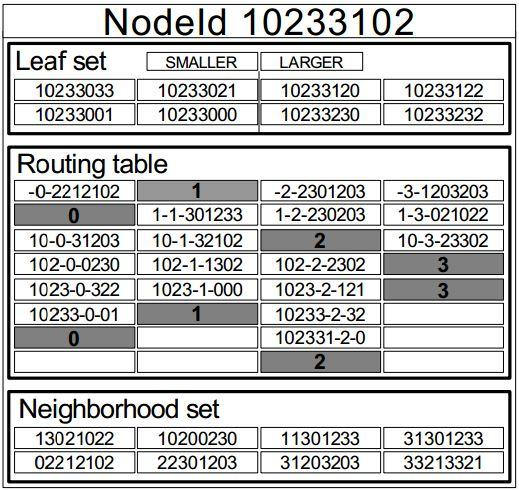 NodeId 10233102
Leaf set SMALLER LARGER
10233033 10233021 10233120 10233122
10233001 10233000 10233230 10233232
Routing table
-0-2212102 1 -2-2301203 -3-1203203
0 1-1-301233 1-2-230203 1-3-021022
10-0-31203 10-1-32102 2 10-3-23302
102-0-0230 102-1-1302 102-2-2302 3
1023-0-322 1023-1-000 1023-2-121 3
10233-0-01 1 10233-2-32
0 102331-2-0
2
Neighborhood set
13021022 10200230 11301233 31301233
02212102 22301203 31203203 33213321